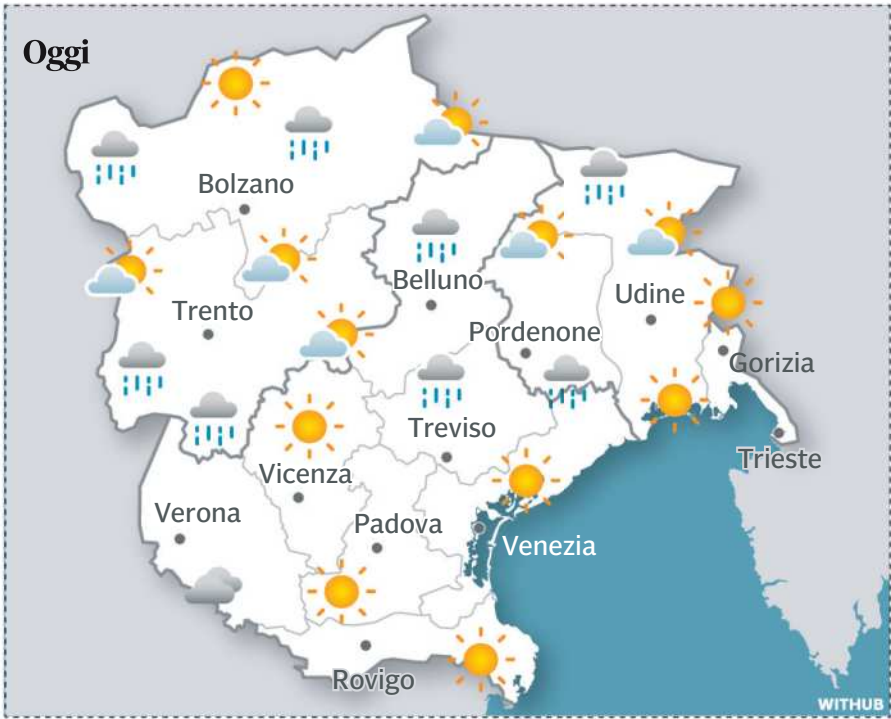 Oggi
Bolzano
Belluno
Udine
Trento
Pordenone
Gorizia
Treviso
Trieste
Vicenza
Verona
Padova
Venezia
Rovigo
WITHUB